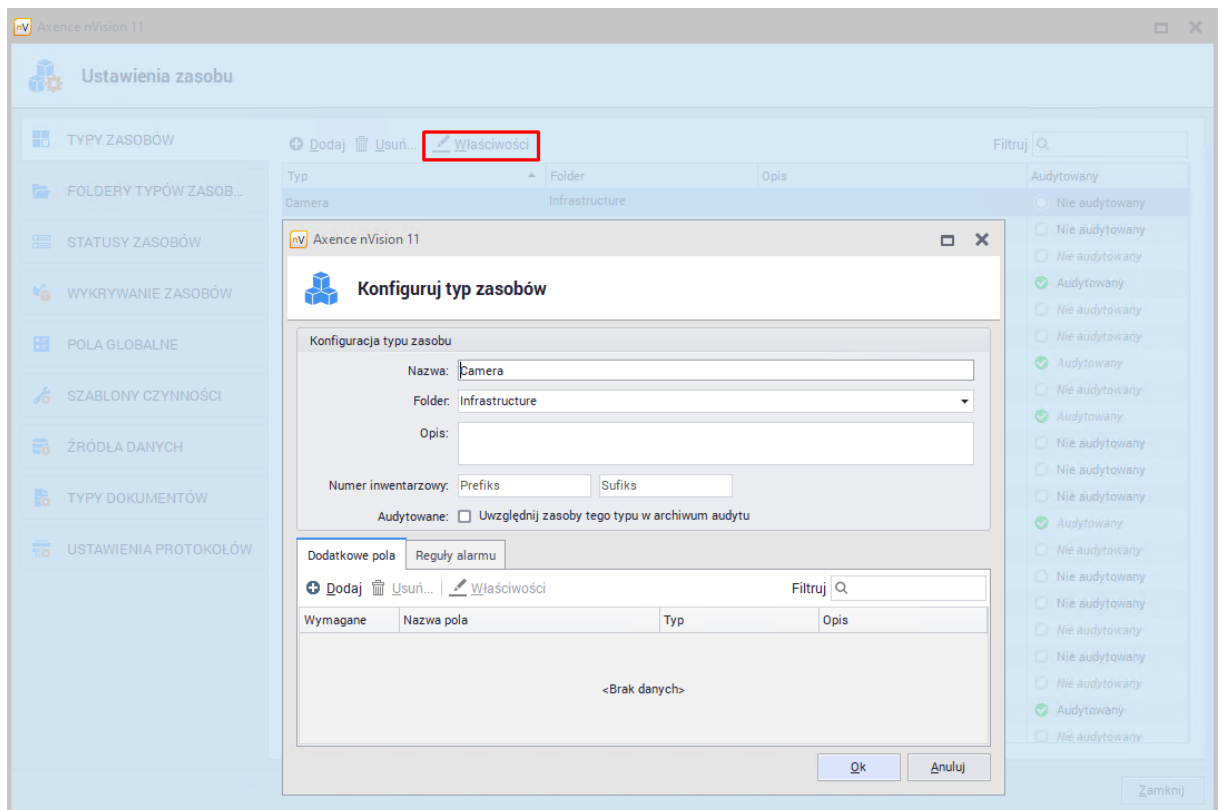 Axence nVision 11
Ustawienia zasobu
TYPY ZASOBÓW
FOLDERY TYPÓW ZASOB...
STATUSY ZASOBÓW
WYKRYWANIE ZASOBÓW
POLA GLOBALNE
SZABLONY CZYNNOŚCI
ŹRÓDŁA DANYCH
TYPY DOKUMENTÓW
USTAWIENIA PROTOKOŁÓW
Dodaj Usuń... Właściwości Filtruj
Typ Folder Opis Audytowany
Camera Infrastructure Nie audytowany
Nie audytowany
Nie audytowany
Audytowany
Nie audytowany
Nie audytowany
Audytowany
Nie audytowany
Audytowany
Nie audytowany
Nie audytowany
Nie audytowany
Audytowany
Nie audytowany
Nie audytowany
Nie audytowany
Nie audytowany
Nie audytowany
Nie audytowany
Audytowany
Nie audytowany
Axence nVision 11
Konfiguruj typ zasobów
Konfiguracja typu zasobu
Nazwa: Camera
Folder: Infrastructure
Opis:
Numer inwentarzowy: Prefiks Sufiks
Audytowane: Uwzględnij zasoby tego typu w archiwum audytu
Dodatkowe pola Reguły alarmu
Dodaj Usuń... Właściwości Filtruj
Wymagane Nazwa pola Typ Opis
<Brak danych>
Ok Anuluj
Zamknij